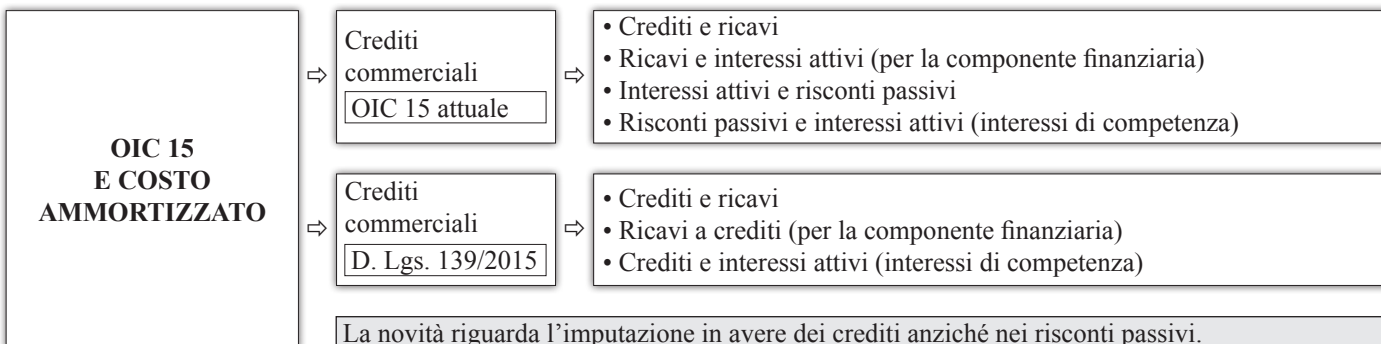 OIC 15
E COSTO
AMMORTIZZATO
⇨
Crediti
commerciali
OIC 15 attuale
⇨
• Crediti e ricavi
• Ricavi e interessi attivi (per la componente finanziaria)
• Interessi attivi e risconti passivi
• Risconti passivi e interessi attivi (interessi di competenza)
⇨
Crediti
commerciali
D. Lgs. 139/2015
⇨
• Crediti e ricavi
• Ricavi a crediti (per la componente finanziaria)
• Crediti e interessi attivi (interessi di competenza)
La novità riguarda l’imputazione in avere dei crediti anziché nei risconti passivi.